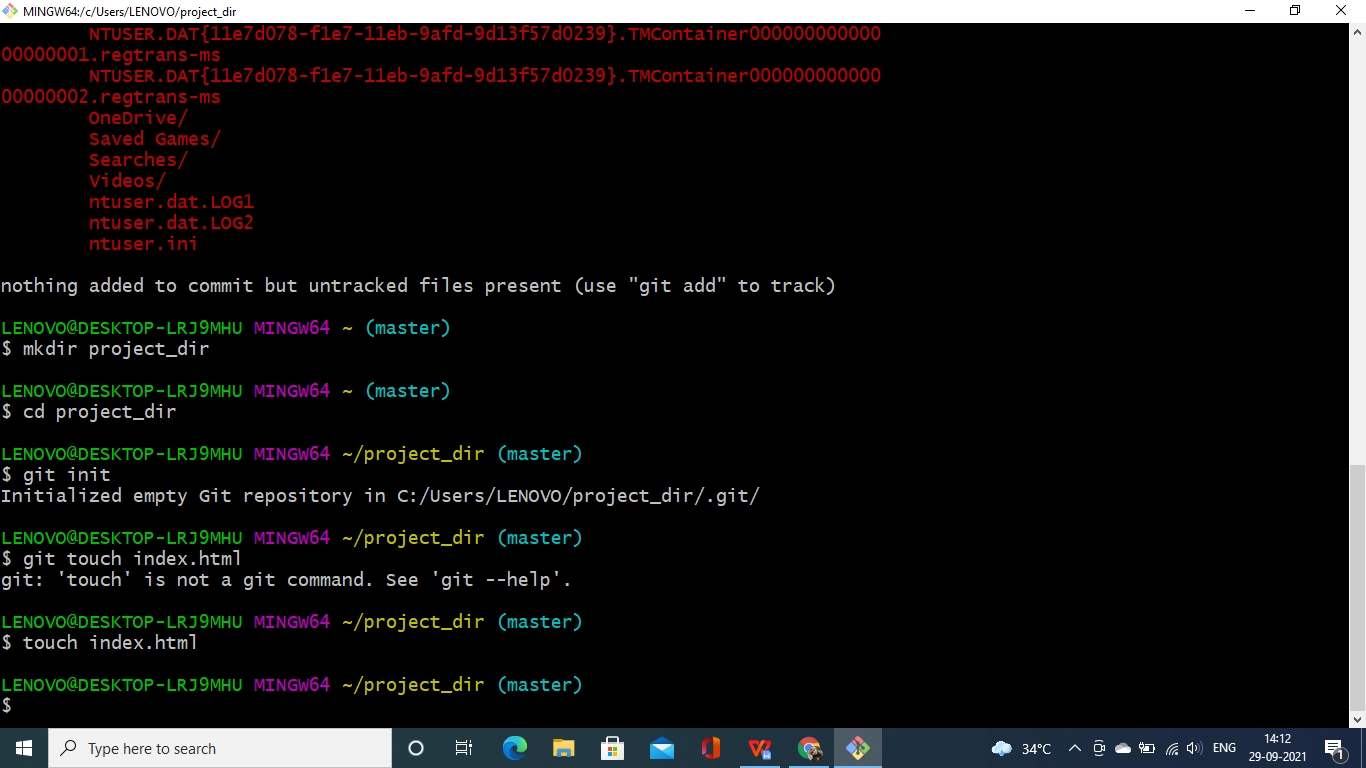 MINGW64:/c/Users/LENOVO/project_dir
NTUSER.DAT{11e7d078-f1e7-11eb-9afd-9d13f57d0239}.TMContainer000000000000
00000001.regtrans-ms
NTUSER.DAT{11e7d078-f1e7-11eb-9afd-9d13f57d0239}.TMContainer000000000000
00000002.regtrans-ms
OneDrive/
Saved Games/
Searches/
Videos/
ntuser.dat.LOG1
ntuser.dat.LOG2
ntuser.ini
nothing added to commit but untracked files present (use "git add" to track)
LENOVO@DESKTOP-LRJ9MHU MINGW64 ~ (master)
$ mkdir project_dir
LENOVO@DESKTOP-LRJ9MHU MINGW64 ~ (master)
$ cd project_dir
LENOVO@DESKTOP-LRJ9MHU MINGW64 ~/project_dir (master)
$ git init
Initialized empty Git repository in C:/Users/LENOVO/project_dir/.git/
LENOVO@DESKTOP-LRJ9MHU MINGW64 ~/project_dir (master)
$ git touch index.html
git: 'touch' is not a git command. See 'git --help'.
LENOVO@DESKTOP-LRJ9MHU MINGW64 ~/project_dir (master)
$ touch index.html
LENOVO@DESKTOP-LRJ9MHU MINGW64 ~/project_dir (master)
$
Type here to search
34°C
ENG
14:12
29-09-2021
1